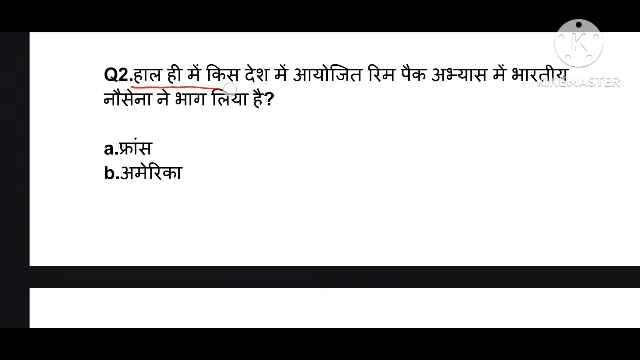 Q2.हाल ही में किस देश में आयोजित रिम पैक अभ्यास में भारतीय
नौसेना ने भाग लिया है?
a.फ्रांस
b.अमेरिका
KINEMASTER